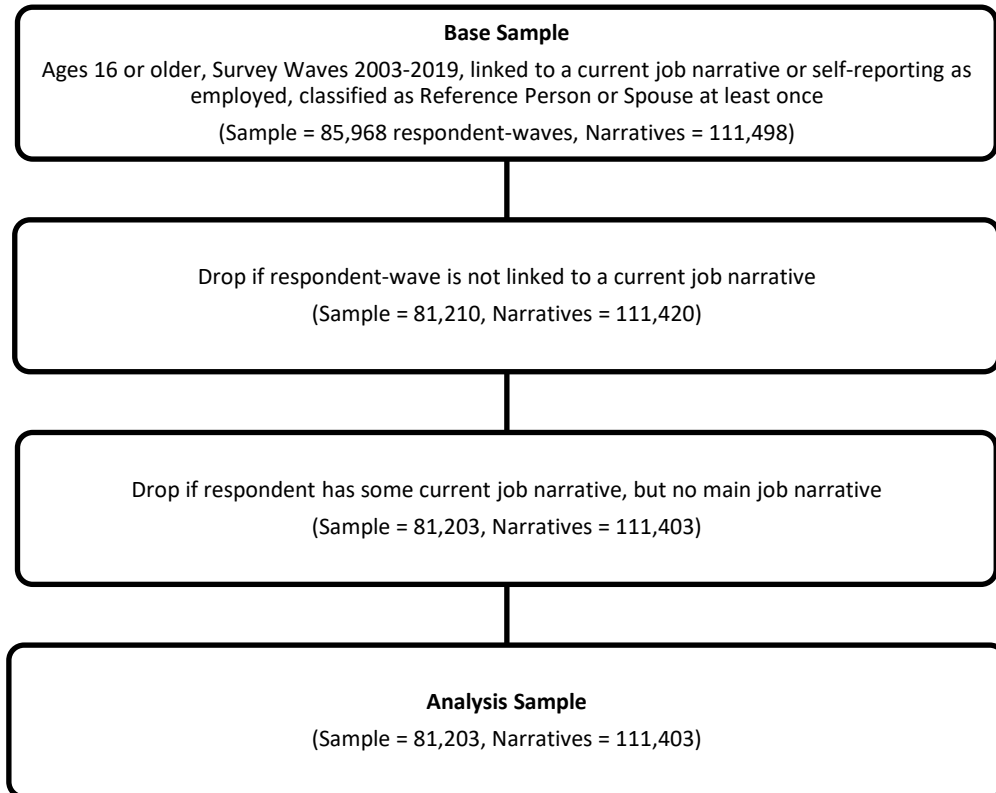 Base Sample
Ages 16 or older, Survey Waves 2003-2019, linked to a current job narrative or self-reporting as
employed, classified as Reference Person or Spouse at least once
(Sample = 85,968 respondent-waves, Narratives = 111,498)
Drop if respondent-wave is not linked to a current job narrative
(Sample = 81,210, Narratives = 111,420)
Drop if respondent has some current job narrative, but no main job narrative
(Sample = 81,203, Narratives = 111,403)
Analysis Sample
(Sample = 81,203, Narratives = 111,403)